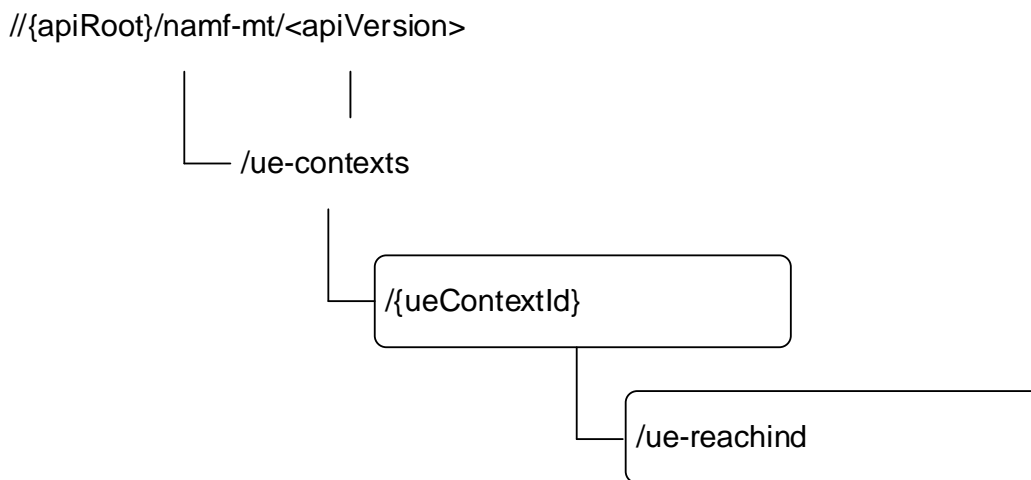 //{apiRoot}/namf-mt/<apiVersion>
/ue-contexts
/{ueContextId}
/ue-reachind